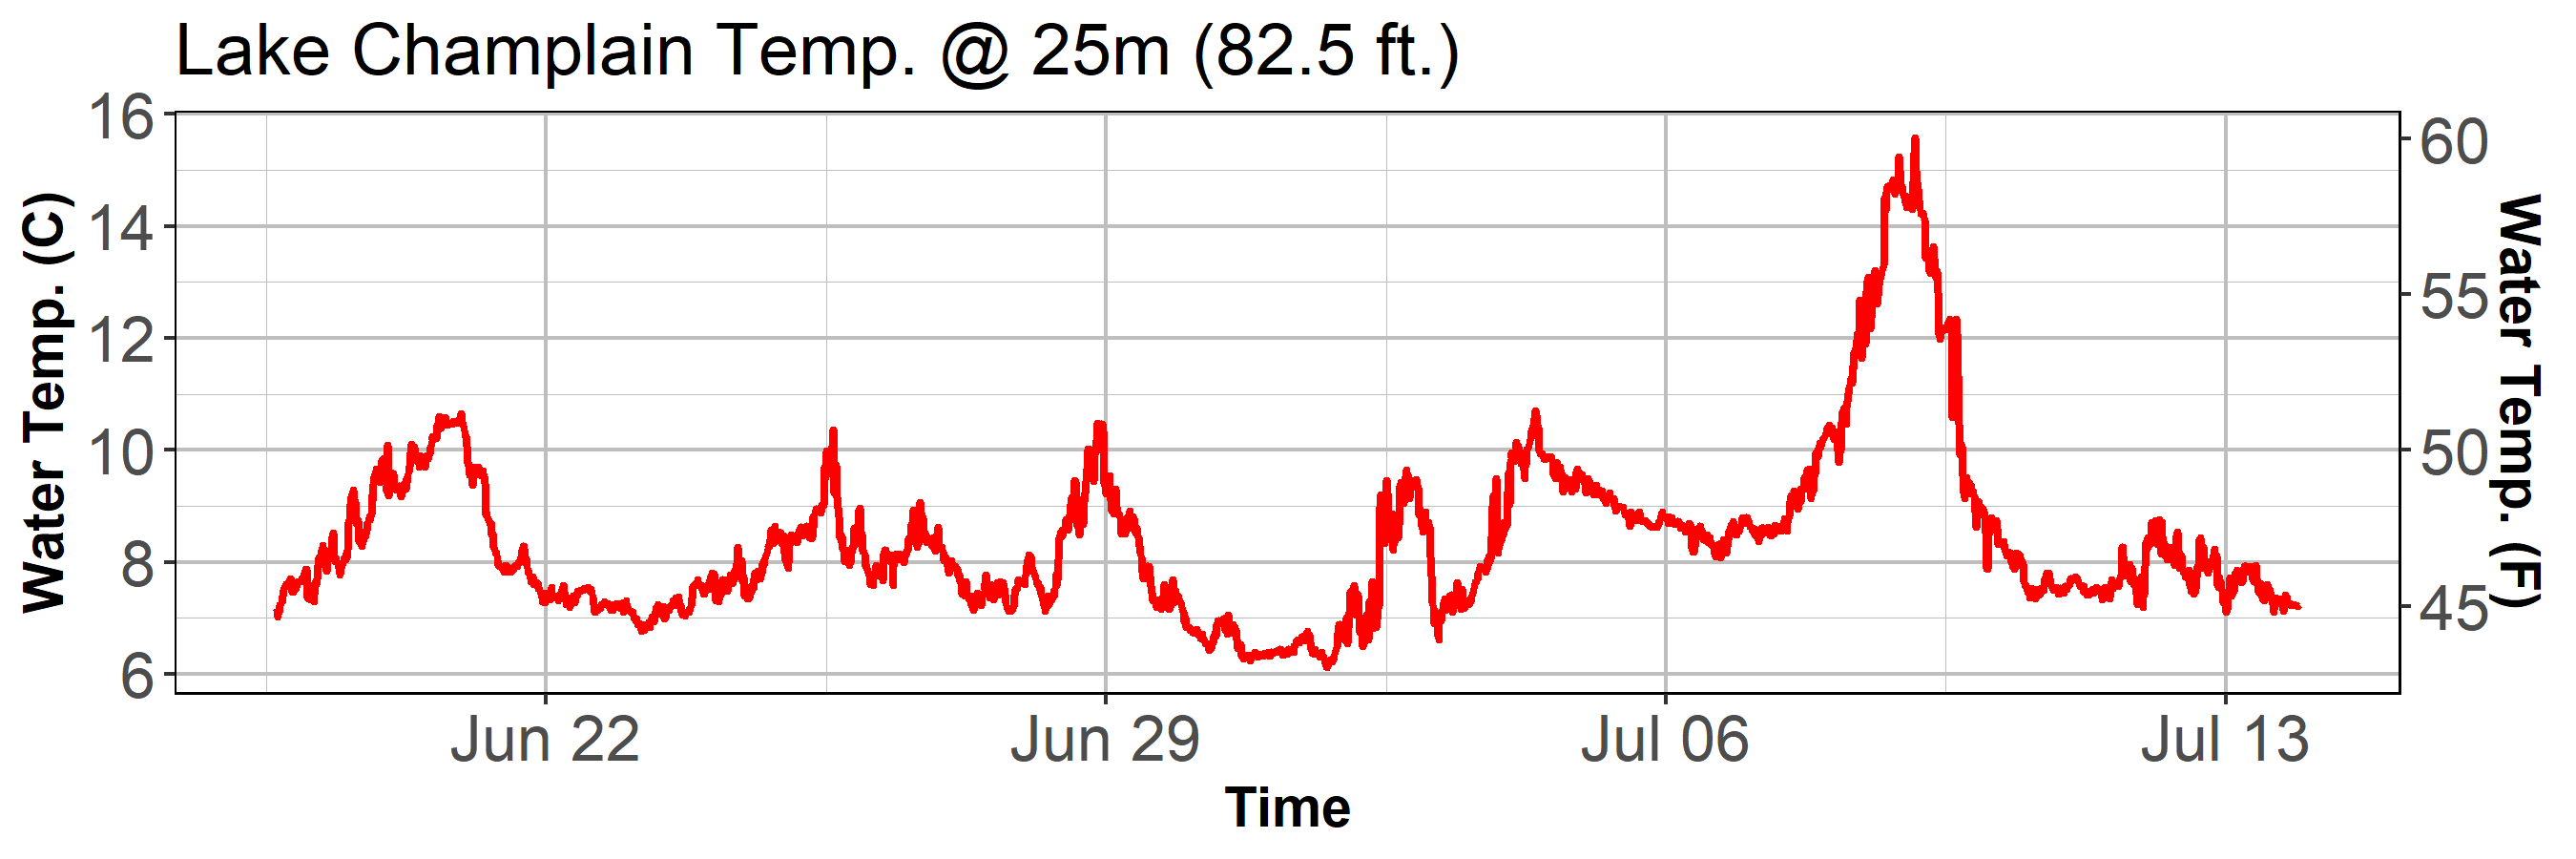 Lake Champlain Temp. @ 25m (82.5 ft.)
Water Temp. (C)
16
14
12
10
8
6
60
55
50
45
Water Temp. (F)
Jun 22
Jun 29
Jul 06
Jul 13
Time